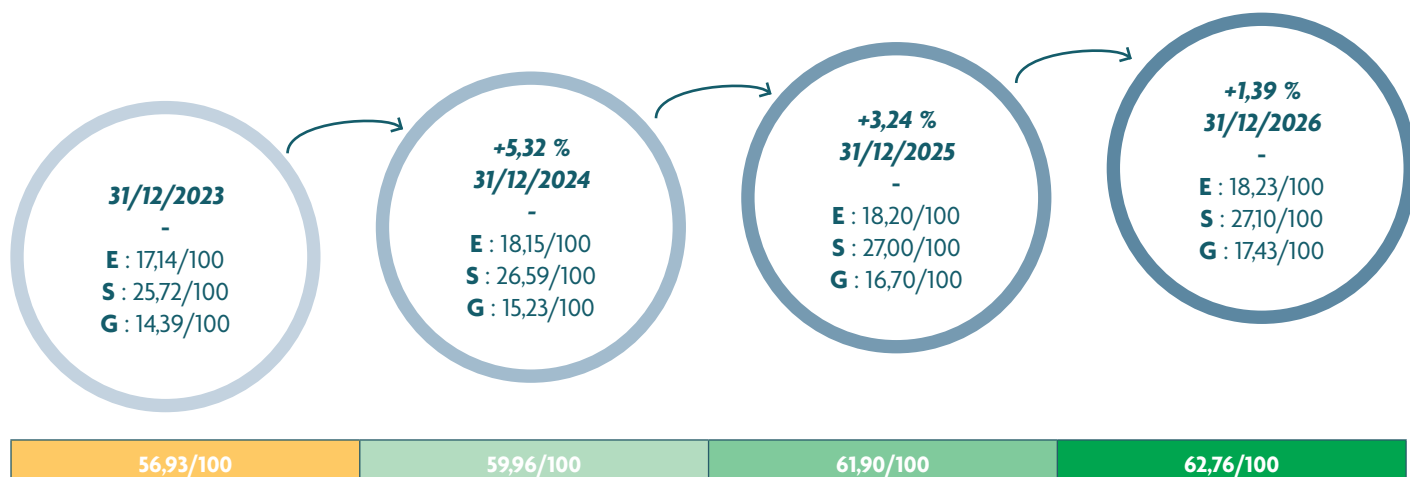 31/12/2023
-
E : 17,14/100
S : 25,72/100
G : 14,39/100
+5,32 %
31/12/2024
-
E : 18,15/100
S : 26,59/100
G : 15,23/100
+3,24 %
31/12/2025
-
E : 18,20/100
S : 27,00/100
G : 16,70/100
+1,39 %
31/12/2026
-
E : 18,23/100
S : 27,10/100
G : 17,43/100
56,93/100
59,96/100
61,90/100
62,76/100